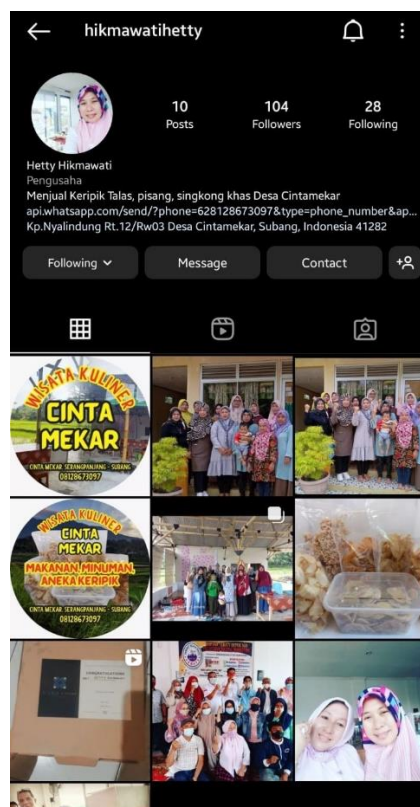 hikmawatihetty
10 104 28
Posts Followers Following
Hetty Hikmawati
Pengusaha
Menjual Keripik Talas, pisang, singkong khas Desa Cintamekar
api.whatsapp.com/send/?phone=628128673097&type=phone_number&ap...
Kp.Nyalindung Rt.12/Rw03 Desa Cintamekar, Subang, Indonesia 41282
Following Message Contact
WISATA KULINER
CINTA
MEKAR
CINTA MEKAR, SERANGPANJANG - SUBANG
08128673097
WISATA KULINER
CINTA
MEKAR
MAKANAN, MINUMAN,
ANEKA KERIPIK
CINTA MEKAR, SERANGPANJANG - SUBANG
08128673097